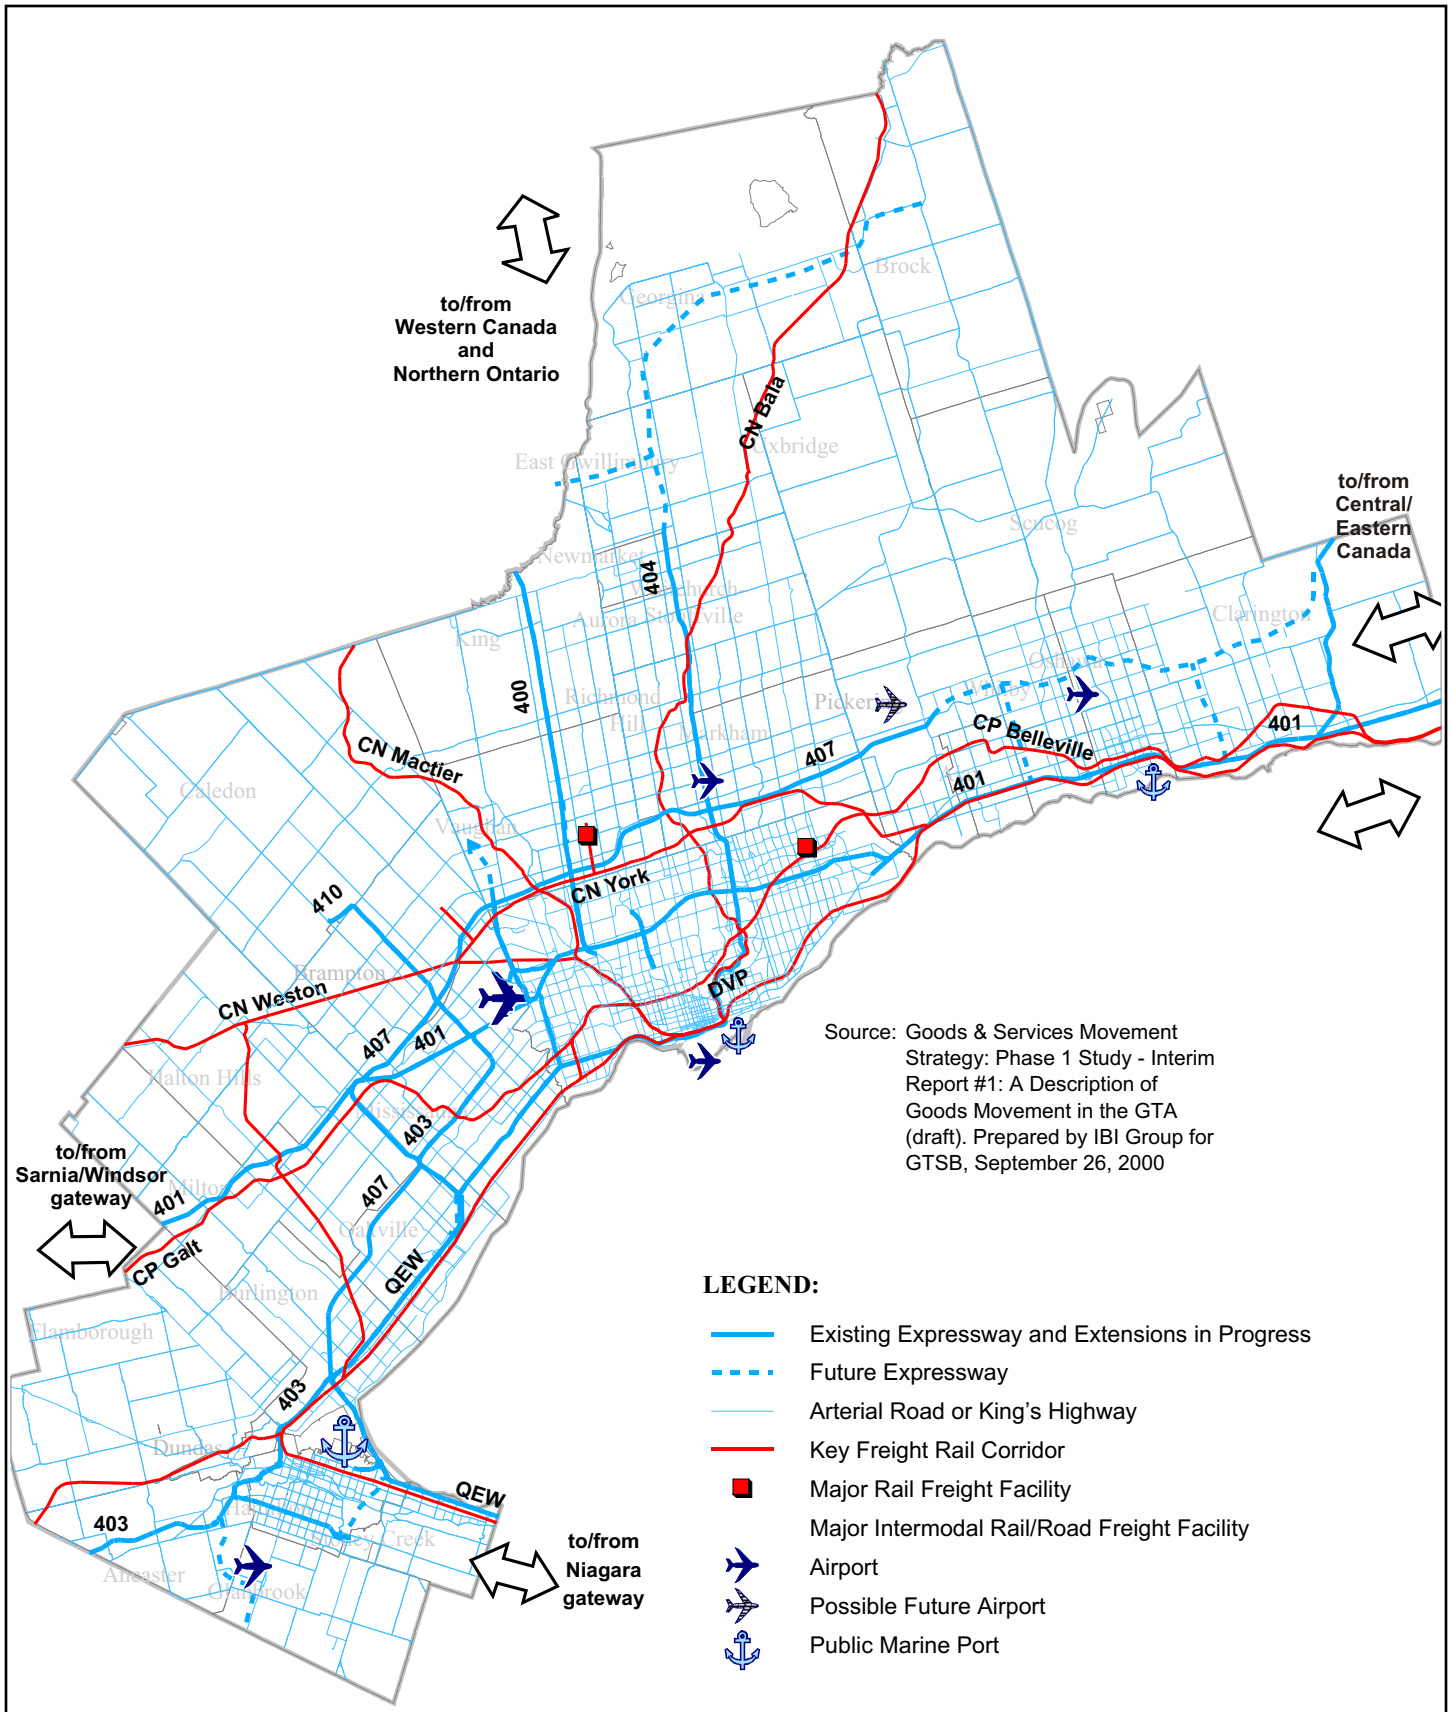 Brock
Georgina
to/from
Western Canada
and
Northern Ontario
CN Bala
Uxbridge
East Gwillimbury
to/from
Central/
Eastern
Canada
Scucog
Newmarket
404
Whitchurch-
Stouffville
Aurora
King
Clarington
Oshawa
Whitby
400
Richmond
Hill
Pickering
Markham
CP Belleville
401
CN Mactier
407
401
Caledon
Vaughan
CN York
410
Brampton
CN Weston
DVP
407
401
Source: Goods & Services Movement
Strategy: Phase 1 Study - Interim
Report #1: A Description of
Goods Movement in the GTA
(draft). Prepared by IBI Group for
GTSB, September 26, 2000
Halton Hills
Mississauga
403
to/from
Sarnia/Windsor
gateway
Milton
401
407
Oakville
CP Galt
QEW
Burlington
Flamborough
403
Dundas
QEW
Hamilton
403
Stoney Creek
Ancaster
Glanbrook
to/from
Niagara
gateway
LEGEND:
Existing Expressway and Extensions in Progress
Future Expressway
Arterial Road or King's Highway
Key Freight Rail Corridor
Major Rail Freight Facility
Major Intermodal Rail/Road Freight Facility
Airport
Possible Future Airport
Public Marine Port